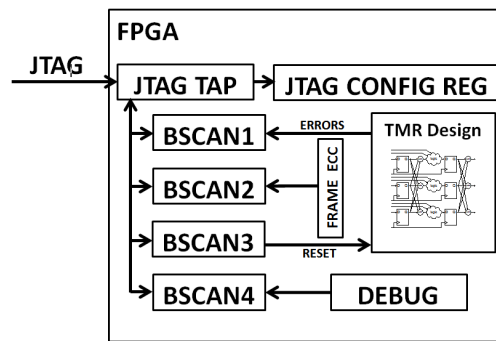 FPGA
JTAG
JTAG TAP
JTAG CONFIG REG
BSCAN1
ERRORS
TMR Design
BSCAN2
FRAME ECC
BSCAN3
RESET
BSCAN4
DEBUG